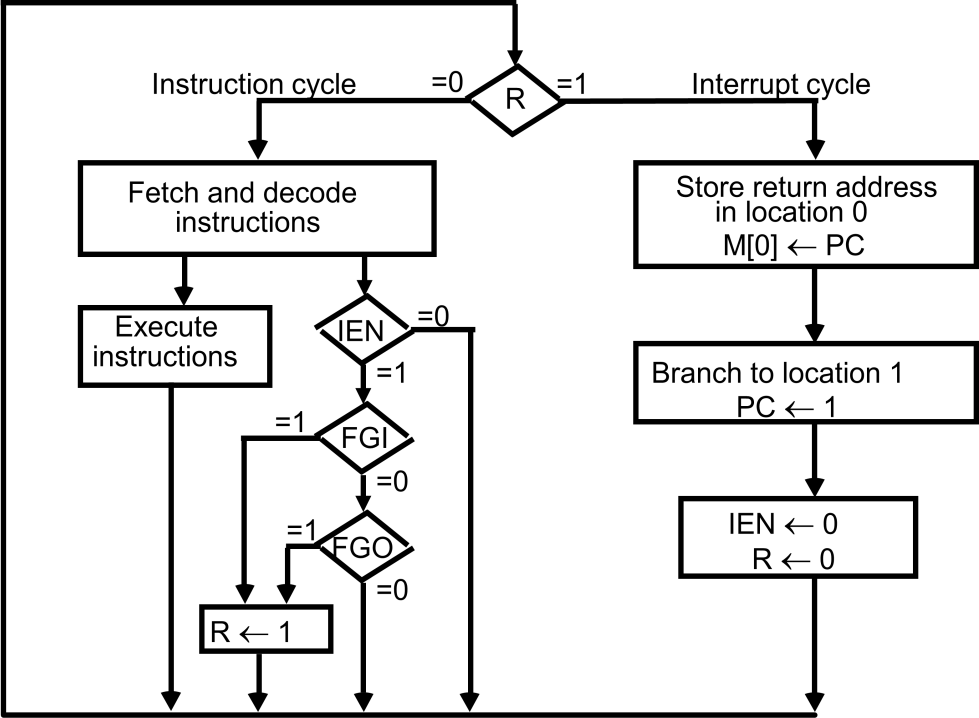 Instruction cycle
=0
R
=1
Interrupt cycle
Fetch and decode
instructions
Store return address
in location 0
M[0] ← PC
Execute
instructions
IEN
=0
=1
Branch to location 1
PC ← 1
=1
FGI
=0
=1
FGO
=0
IEN ← 0
R ← 0
R ← 1